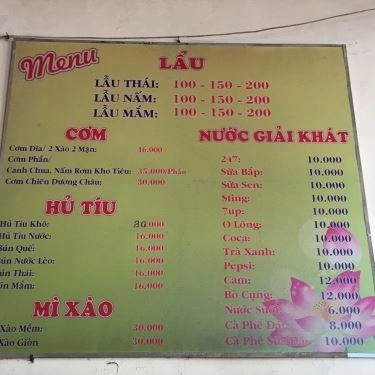 Menu
LẨU
LẨU THÁI: 100 - 150 - 200
LẨU NẤM: 100 - 150 - 200
LẨU MẮM: 100 - 150 - 200
CƠM
Cơm Dĩa/ 2 Xào 2 Mặn: 16.000
Cơm Phần/
Canh Chua, Nấm Rơm Kho Tiêu: 35.000/Phần
Cơm Chiên Dương Châu: 30.000
HỦ TÍU
Hủ Tíu Khô: 20.000
Hủ Tíu Nước: 16.000
Bún Quế: 16.000
Bún Nước Lèo: 16.000
Bún Thái: 16.000
Bún Mắm: 16.000
MÌ XÀO
Xào Mềm: 30.000
Xào Giòn: 30.000
NƯỚC GIẢI KHÁT
247: 10.000
Sữa Bắp: 10.000
Sữa Sen: 10.000
Sting: 10.000
7up: 10.000
O Lông: 10.000
Coca: 10.000
Trà Xanh: 10.000
Pepsi: 10.000
Cam: 12.000
Bò Cụng: 12.000
Nước Suối: 6.000
Cà Phê Đá: 8.000
Cà Phê Sữa Đá: 10.000